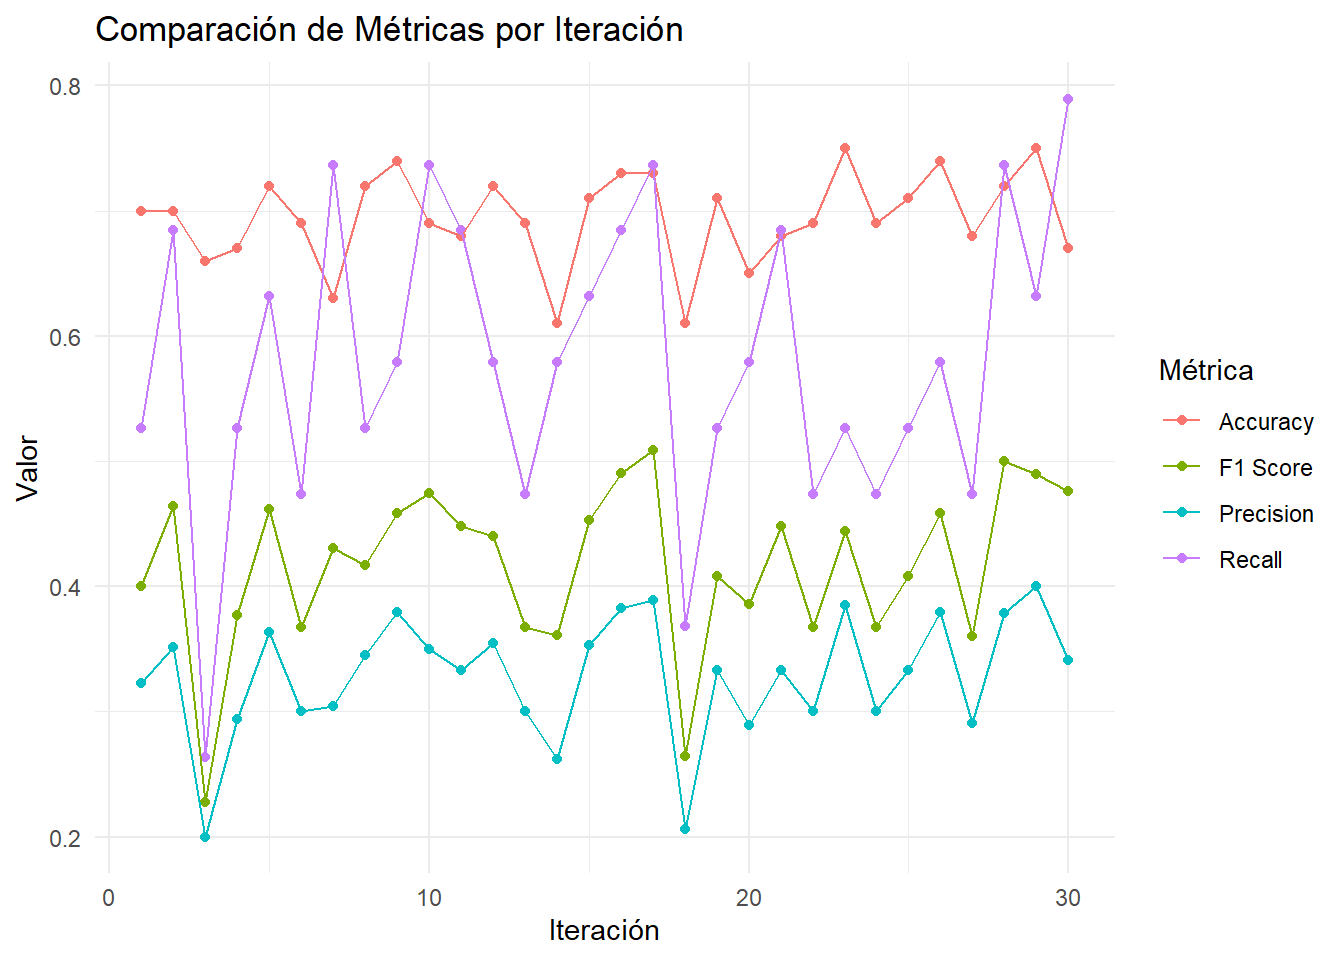 Comparación de Métricas por Iteración
0.8
0.6
0.4
0.2
Valor
0
10
20
30
Iteración
Métrica
Accuracy
F1 Score
Precision
Recall